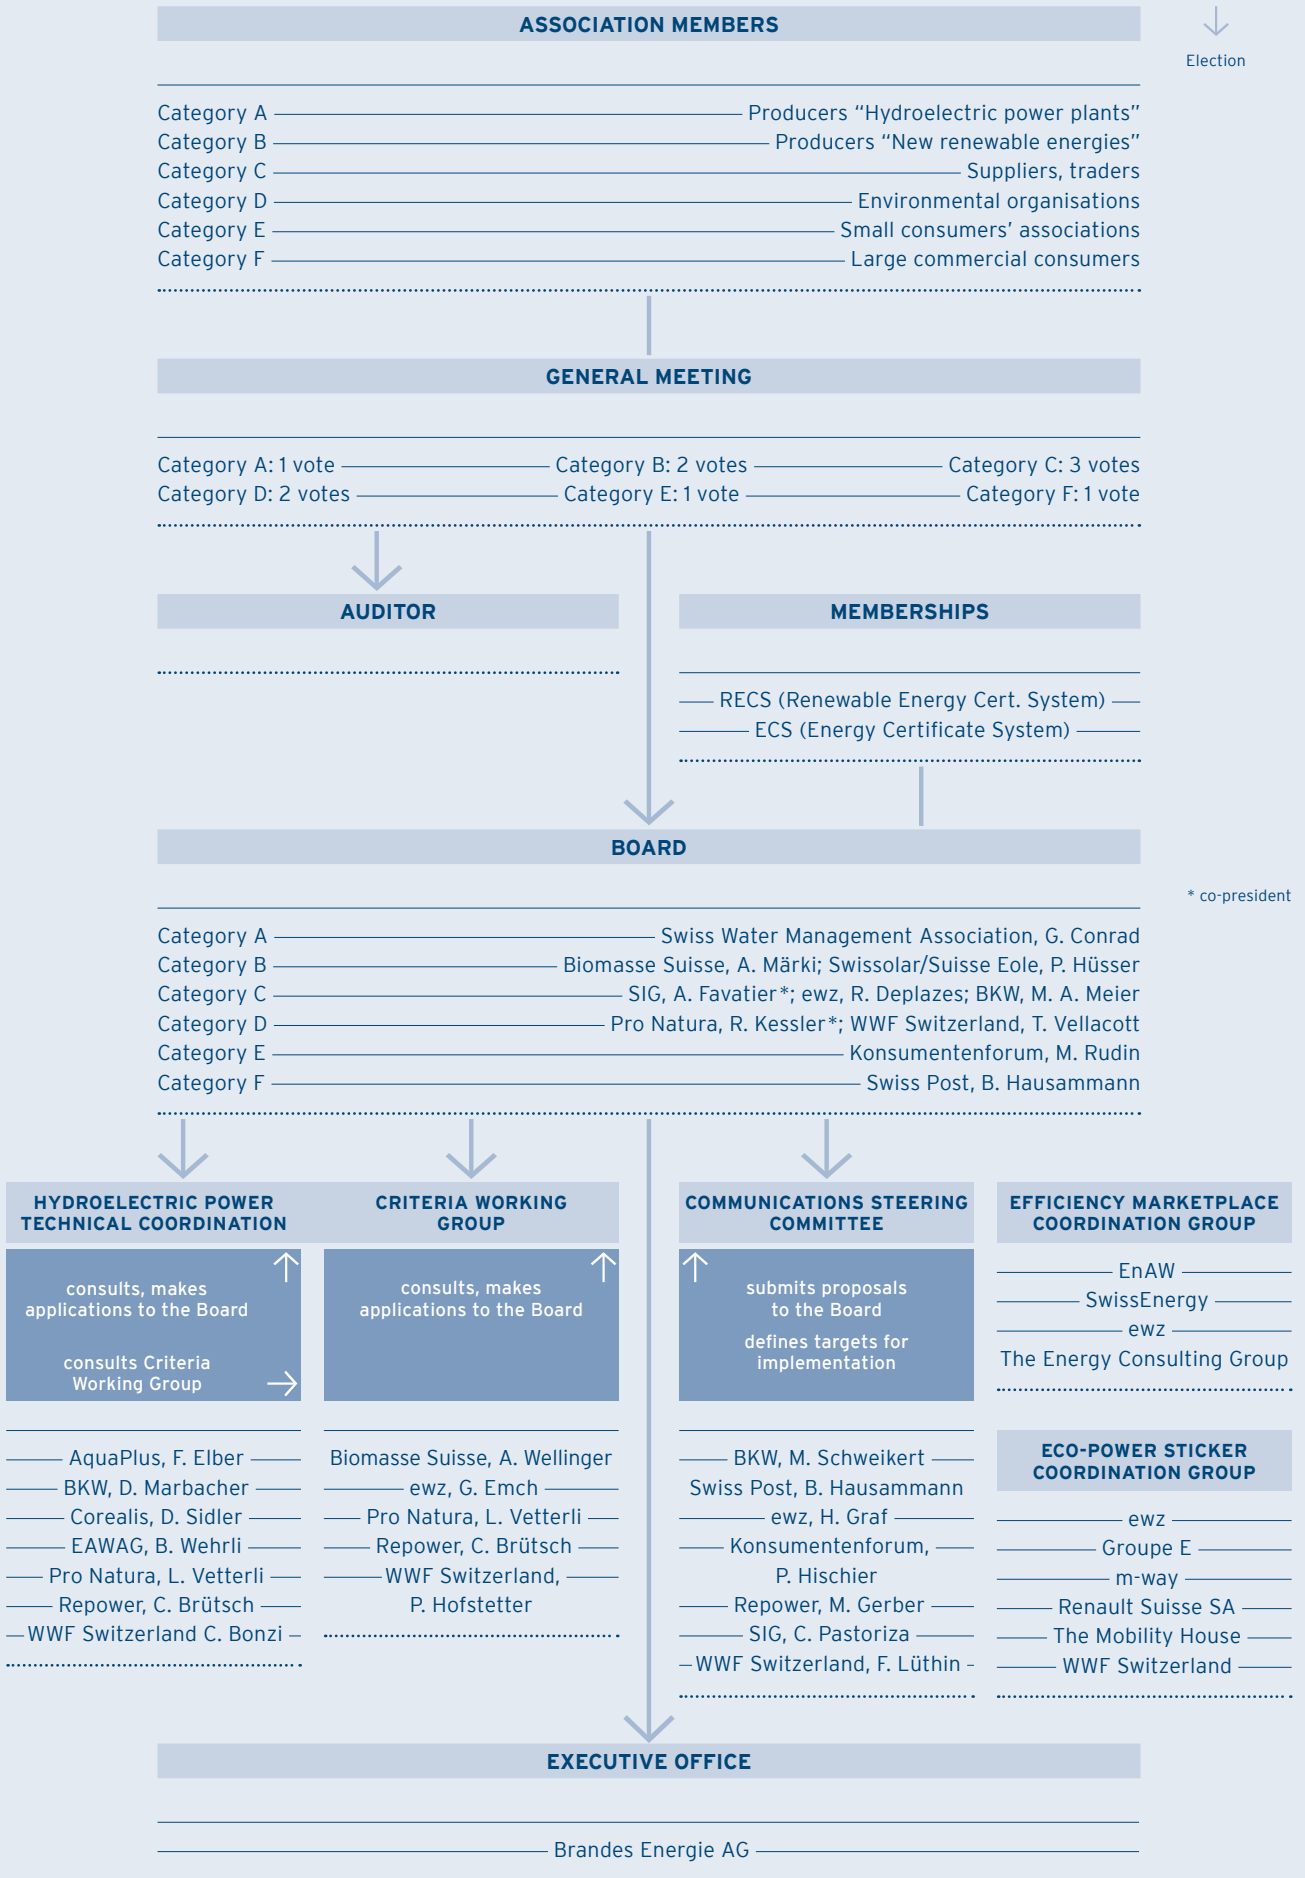 ASSOCIATION MEMBERS
Election
Category A Producers “Hydroelectric power plants”
Category B Producers “New renewable energies”
Category C Suppliers, traders
Category D Environmental organisations
Category E Small consumers’ associations
Category F Large commercial consumers
GENERAL MEETING
Category A: 1 vote Category B: 2 votes Category C: 3 votes
Category D: 2 votes Category E: 1 vote Category F: 1 vote
AUDITOR
MEMBERSHIPS
RECS (Renewable Energy Cert. System)
ECS (Energy Certificate System)
BOARD
* co-president
Category A Swiss Water Management Association, G. Conrad
Category B Biomasse Suisse, A. Märki; Swissolar/Suisse Eole, P. Hüsser
Category C SIG, A. Favatier*; ewz, R. Deplazes; BKW, M. A. Meier
Category D Pro Natura, R. Kessler*; WWF Switzerland, T. Vellacott
Category E Konsumentenforum, M. Rudin
Category F Swiss Post, B. Hausammann
HYDROELECTRIC POWER
TECHNICAL COORDINATION
consults, makes
applications to the Board
consults Criteria
Working Group
AquaPlus, F. Elber
BKW, D. Marbacher
Corealis, D. Sidler
EAWAG, B. Wehrli
Pro Natura, L. Vetterli
Repower, C. Brütsch
WWF Switzerland C. Bonzi
CRITERIA WORKING
GROUP
consults, makes
applications to the Board
Biomasse Suisse, A. Wellinger
ewz, G. Emch
Pro Natura, L. Vetterli
Repower, C. Brütsch
WWF Switzerland,
P. Hofstetter
COMMUNICATIONS STEERING
COMMITTEE
submits proposals
to the Board
defines targets for
implementation
BKW, M. Schweikert
Swiss Post, B. Hausammann
ewz, H. Graf
Konsumentenforum,
P. Hischier
Repower, M. Gerber
SIG, C. Pastoriza
WWF Switzerland, F. Lüthin
EFFICIENCY MARKETPLACE
COORDINATION GROUP
EnAW
SwissEnergy
ewz
The Energy Consulting Group
ECO-POWER STICKER
COORDINATION GROUP
ewz
Groupe E
m-way
Renault Suisse SA
The Mobility House
WWF Switzerland
EXECUTIVE OFFICE
Brandes Energie AG